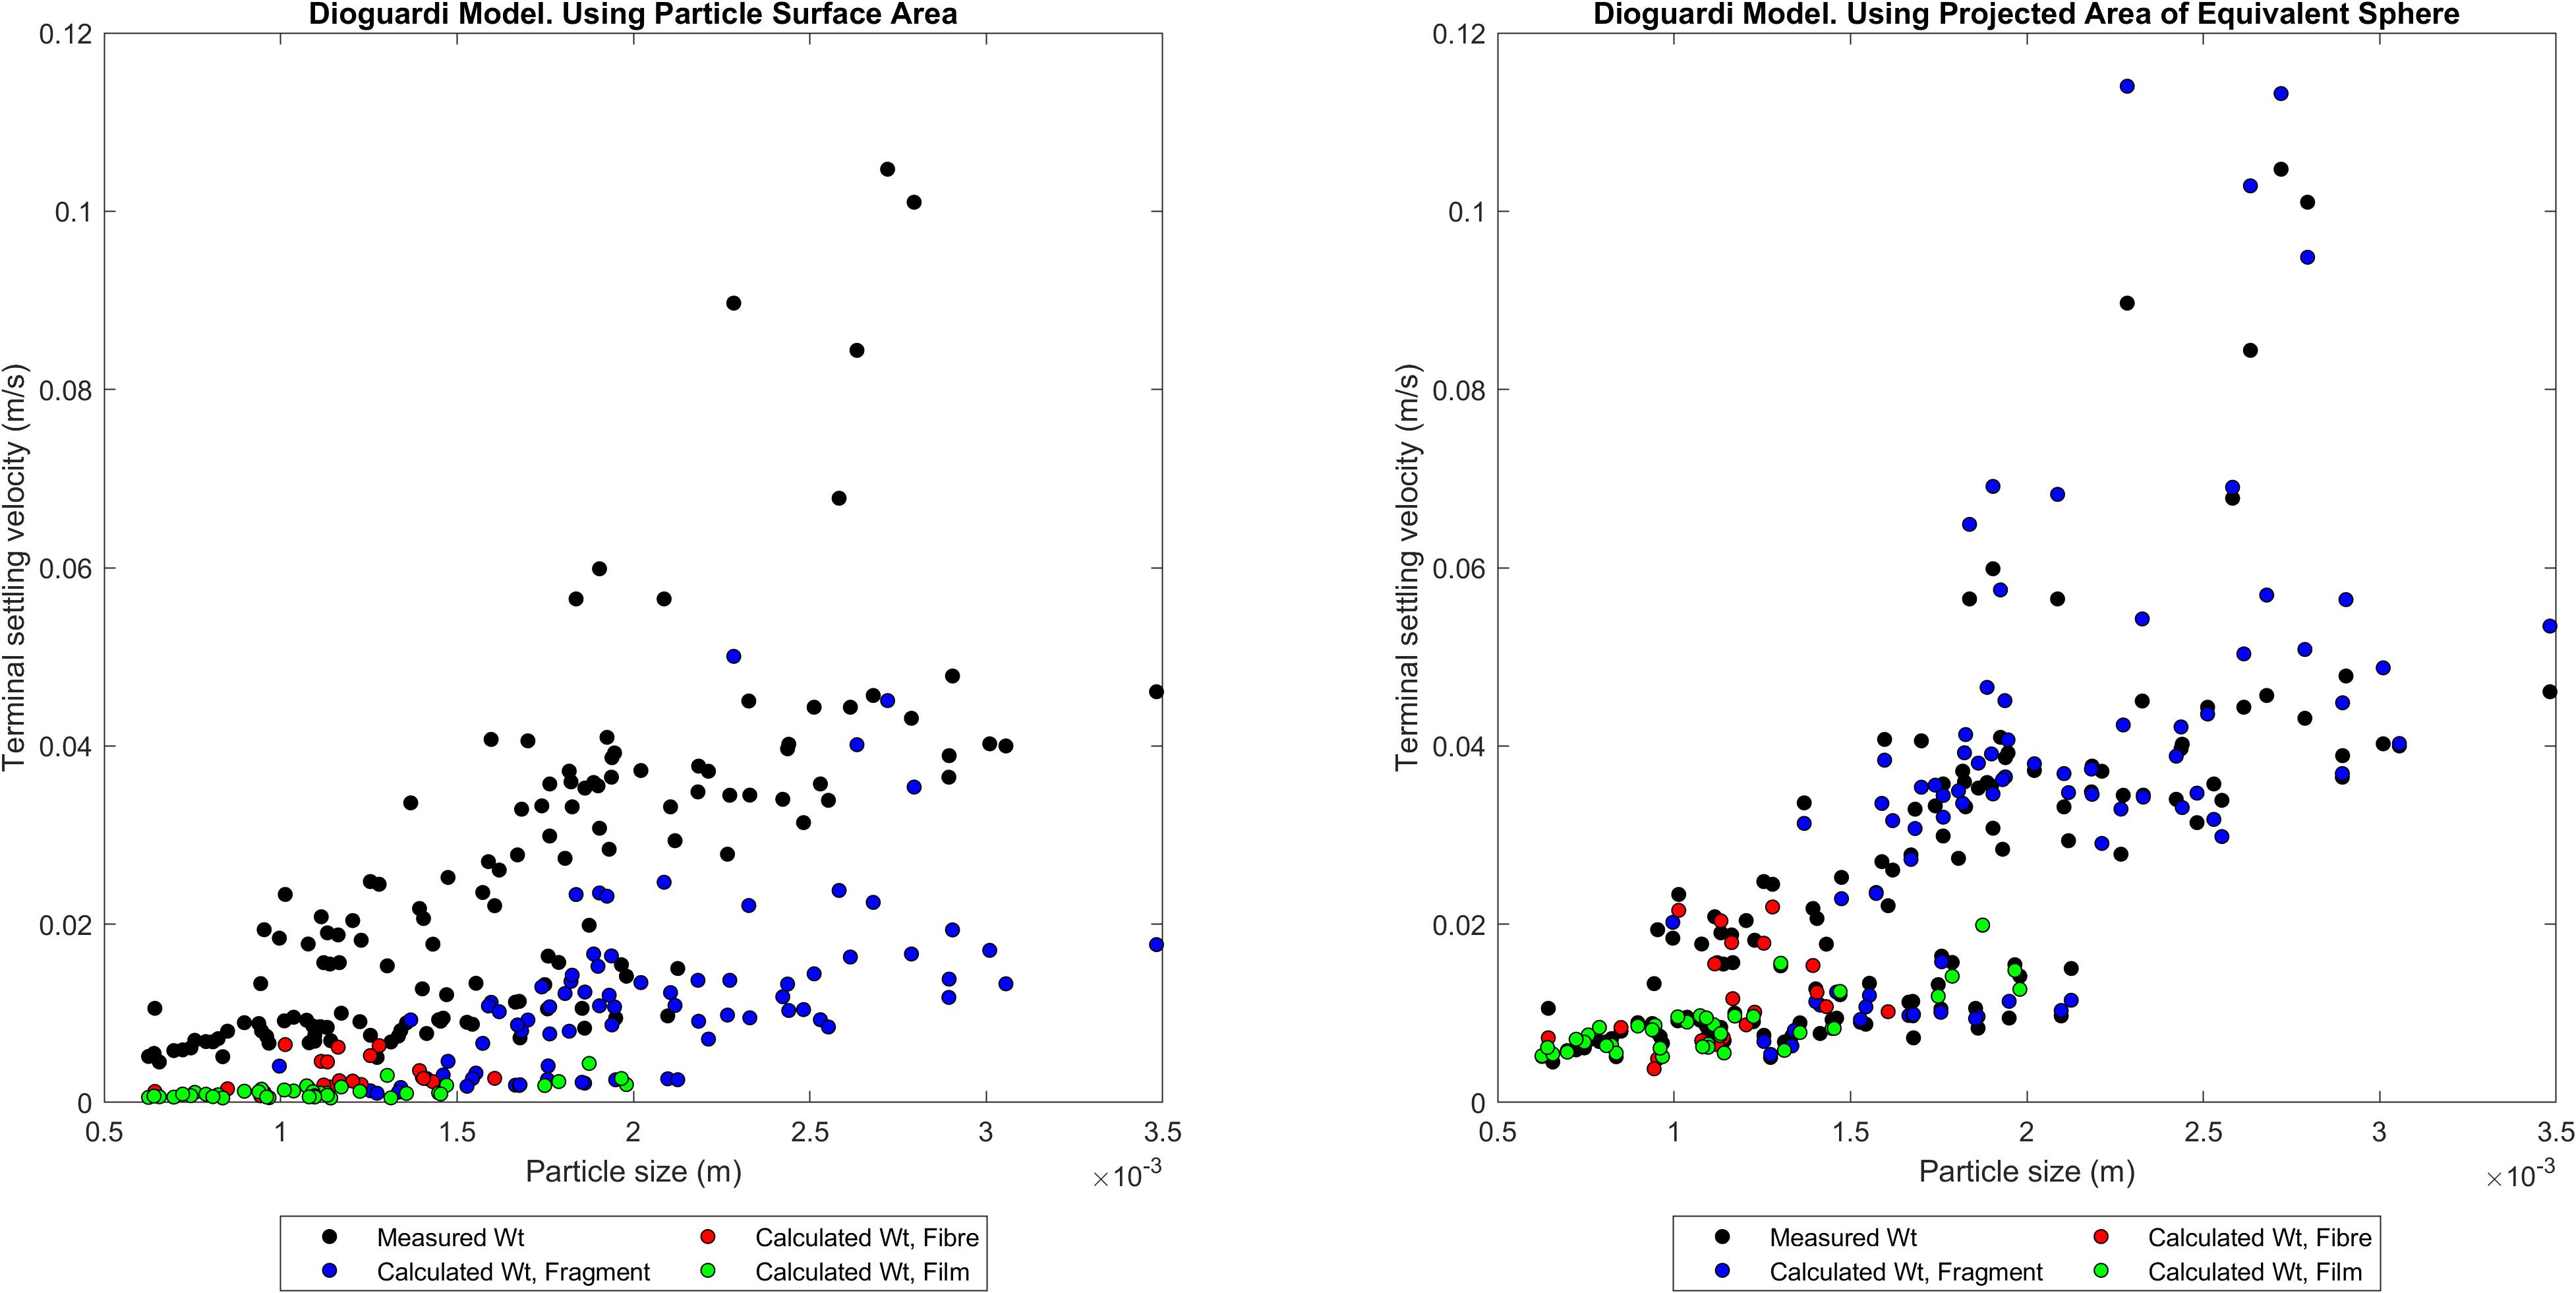 Dioguardi Model. Using Particle Surface Area
0.12
0.1
0.08
0.06
0.04
0.02
0
Terminal settling velocity (m/s)
0.5 1 1.5 2 2.5 3 3.5
Particle size (m)
×10-3
Measured Wt
Calculated Wt, Fibre
Calculated Wt, Fragment
Calculated Wt, Film
Dioguardi Model. Using Projected Area of Equivalent Sphere
0.12
0.1
0.08
0.06
0.04
0.02
0
Terminal settling velocity (m/s)
0.5 1 1.5 2 2.5 3 3.5
Particle size (m)
×10-3
Measured Wt
Calculated Wt, Fibre
Calculated Wt, Fragment
Calculated Wt, Film